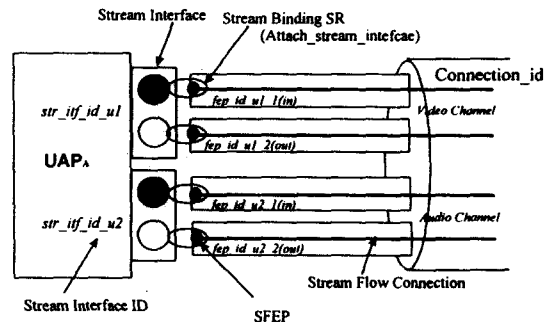 Stream Interface
Stream Binding SR
(Attach_stream_intefcae)
Connection_id
str_itf_id_u1
fep_id_u1_1(in)
Video Channel
fep_id_u1_2(out)
UAPA
fep_id_u2_1(in)
str_itf_id_u2
Audio Channel
fep_id_u2_2(out)
Stream Interface ID
SFEP
Stream Flow Connection